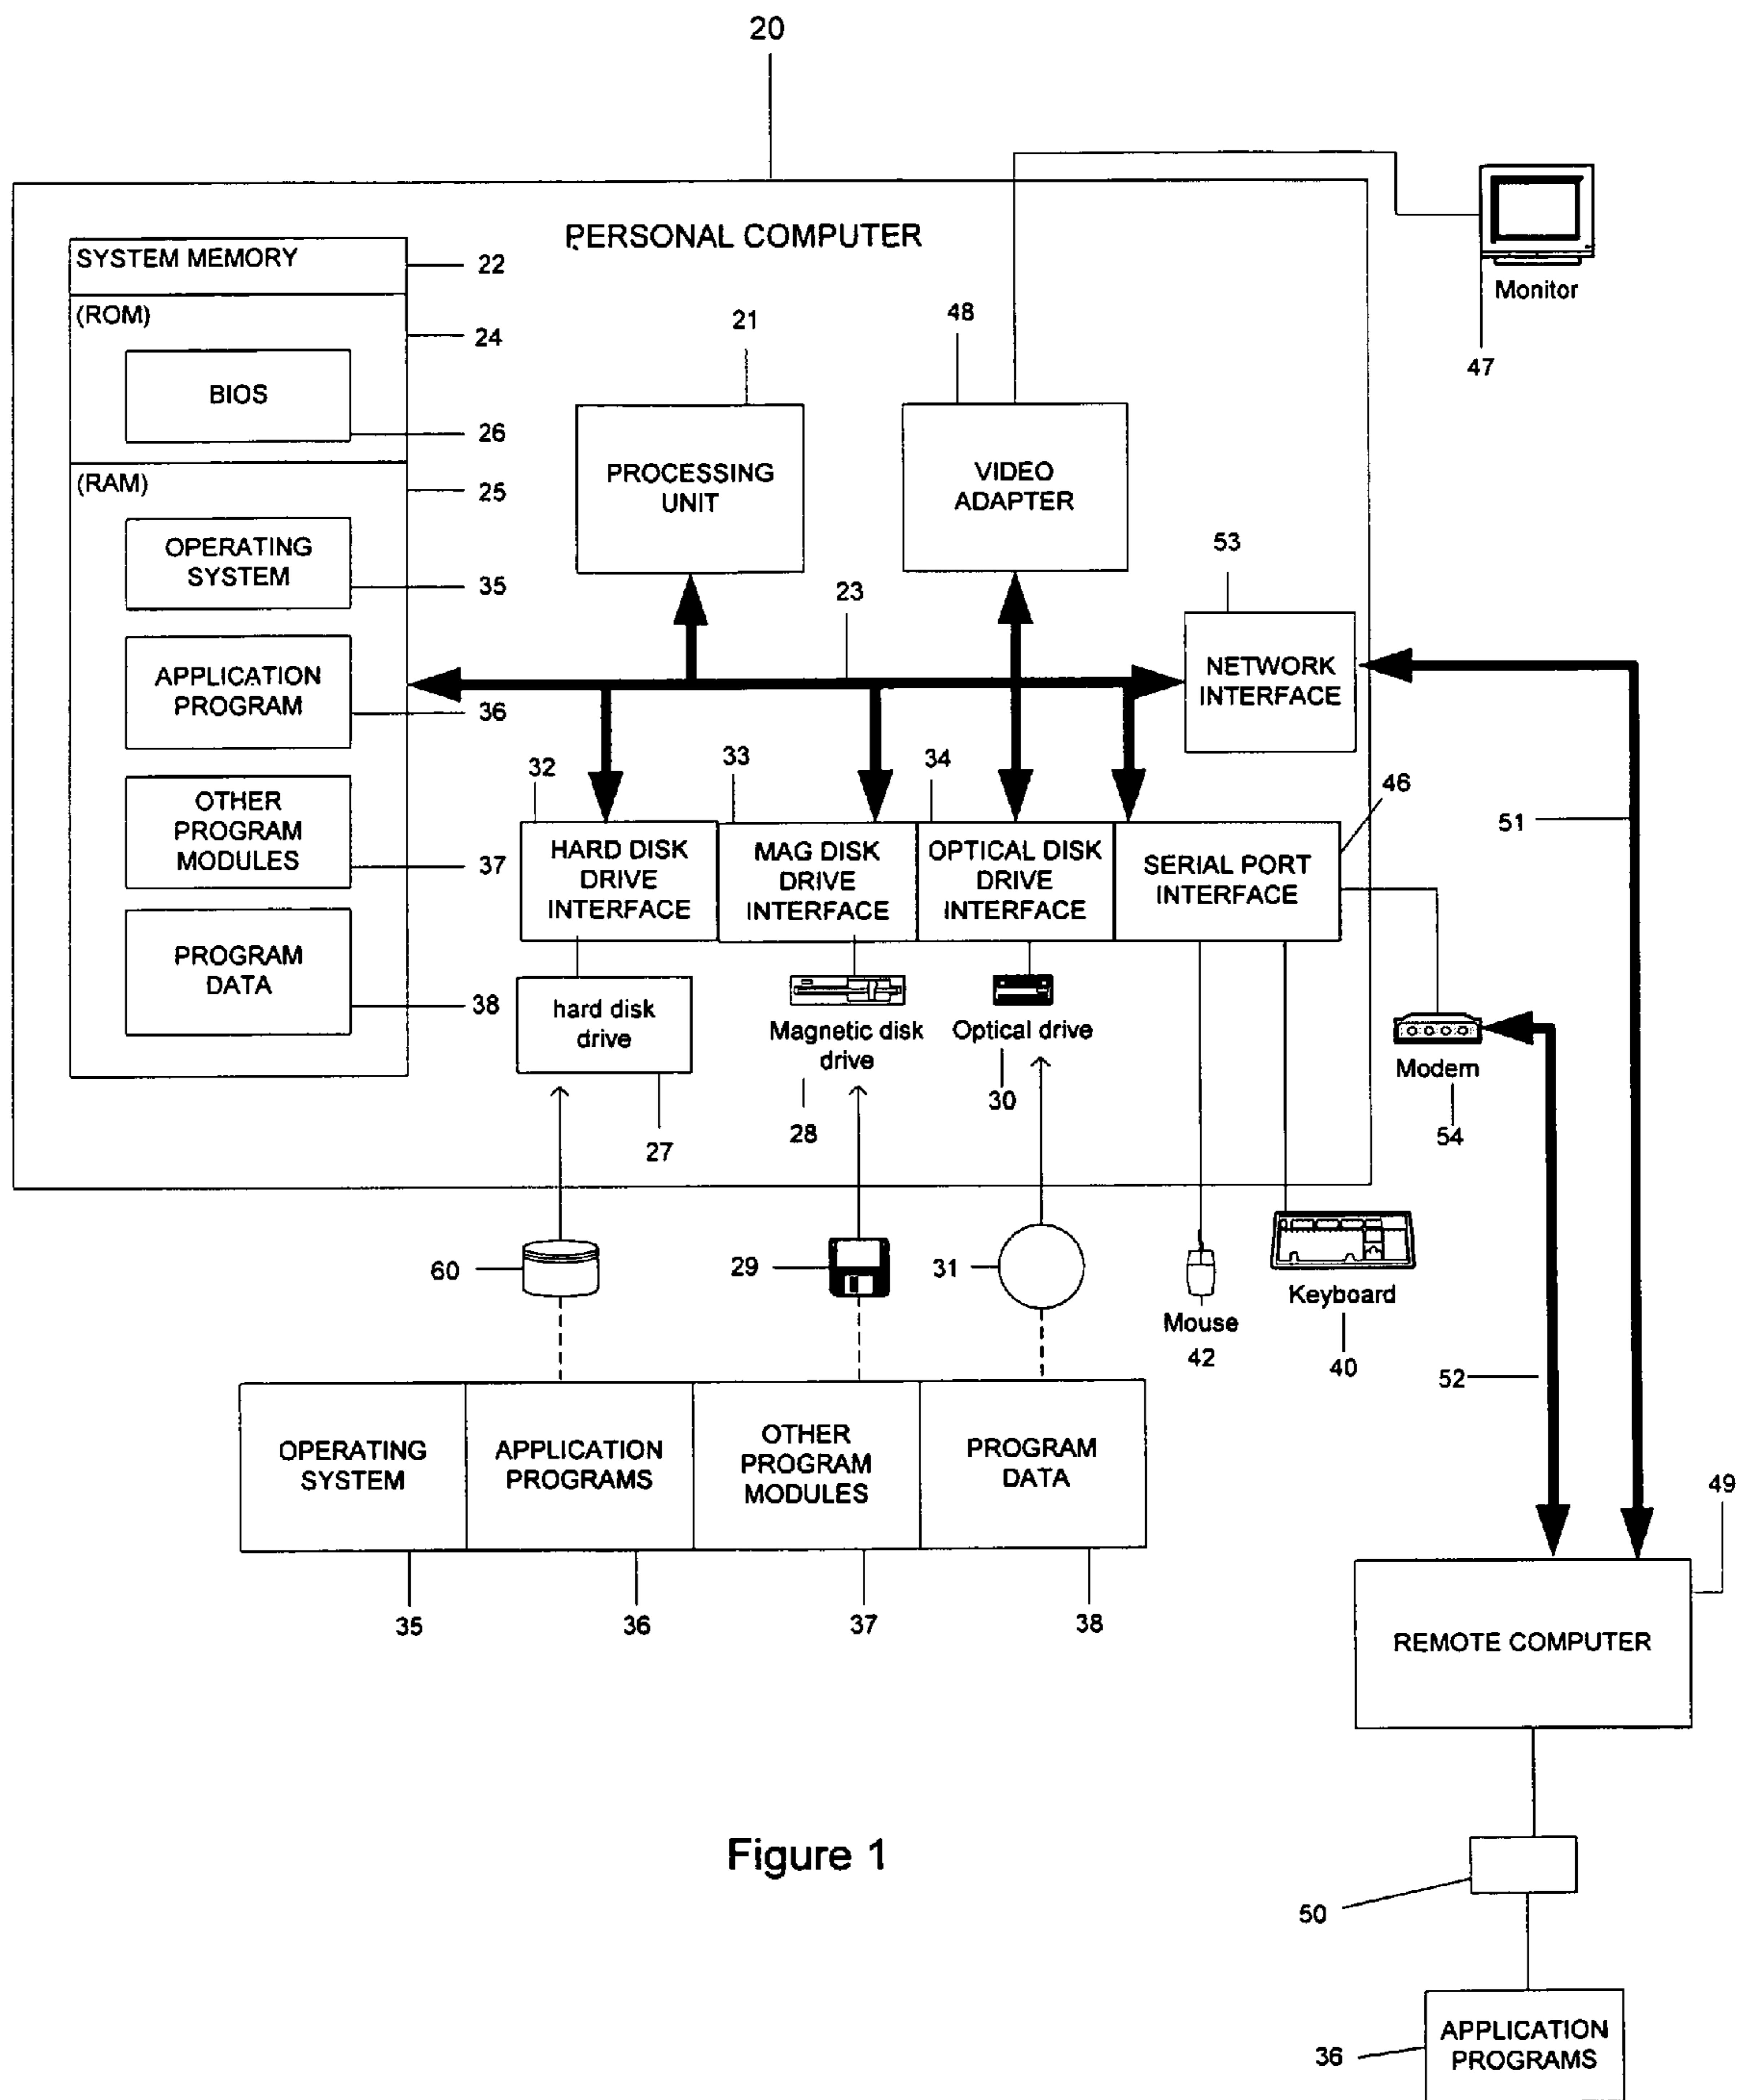 20
PERSONAL COMPUTER
SYSTEM MEMORY
22
(ROM)
24
BIOS
26
(RAM)
25
OPERATING
SYSTEM
35
APPLICATION
PROGRAM
36
OTHER
PROGRAM
MODULES
37
PROGRAM
DATA
38
21
PROCESSING
UNIT
48
VIDEO
ADAPTER
Monitor
47
23
53
NETWORK
INTERFACE
32
HARD DISK
DRIVE
INTERFACE
33
MAG DISK
DRIVE
INTERFACE
34
OPTICAL DISK
DRIVE
INTERFACE
46
SERIAL PORT
INTERFACE
51
hard disk
drive
27
Magnetic disk
drive
28
Optical drive
30
Modem
54
60
29
31
Mouse
42
Keyboard
40
52
OPERATING
SYSTEM
APPLICATION
PROGRAMS
OTHER
PROGRAM
MODULES
PROGRAM
DATA
35
36
37
38
49
REMOTE COMPUTER
Figure 1
50
36
APPLICATION
PROGRAMS